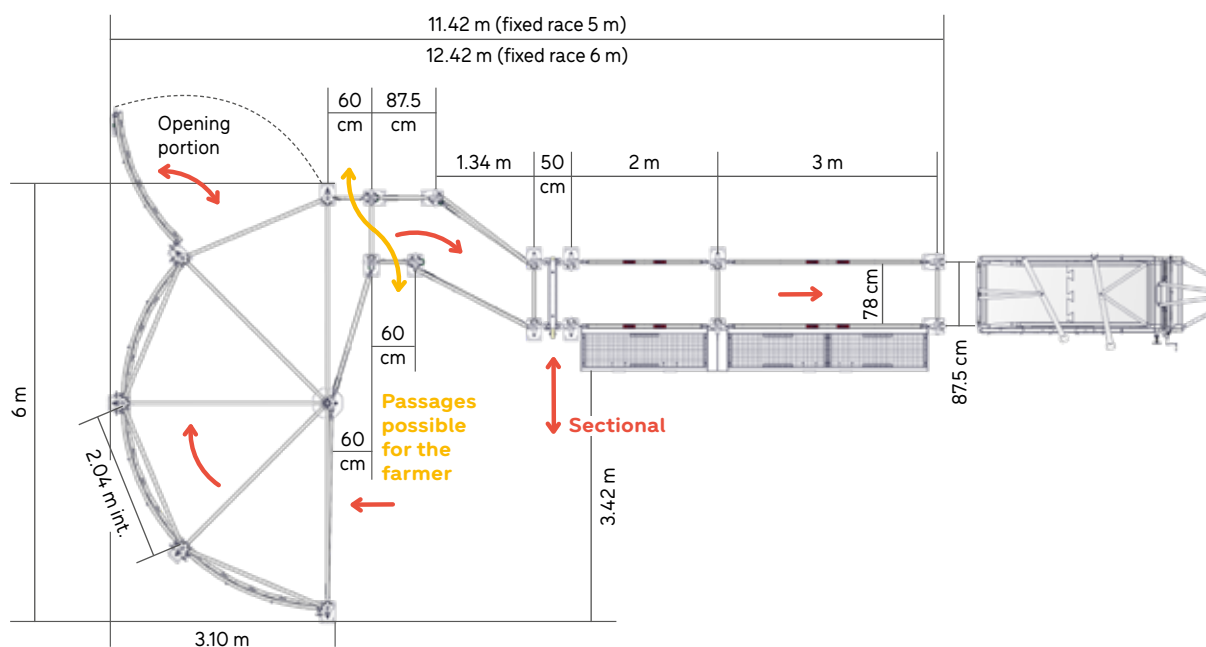 11.42 m (fixed race 5 m)
12.42 m (fixed race 6 m)
60
cm
87.5
cm
Opening
portion
1.34 m
50
cm
2 m
3 m
78 cm
87.5 cm
60
cm
6 m
Passages
possible
for the
farmer
Sectional
60
cm
2.04 m int.
3.42 m
3.10 m